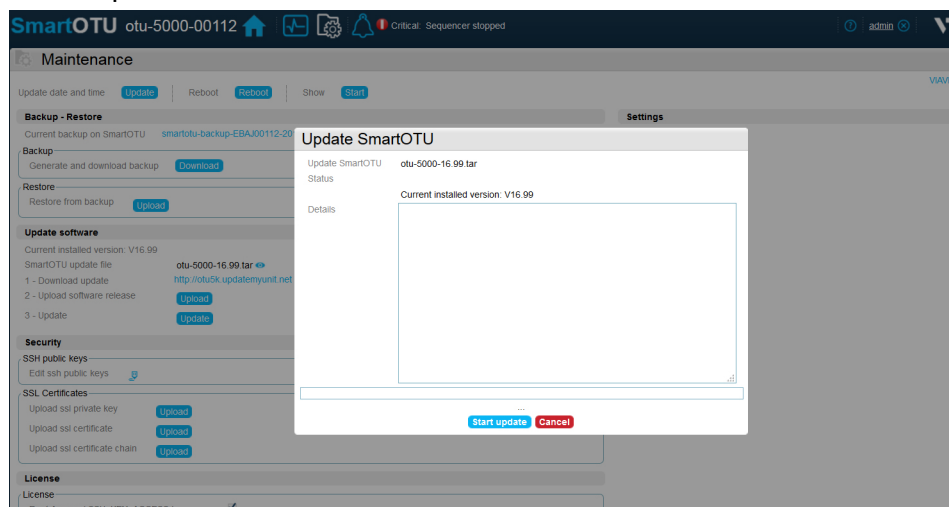 SmartOTU otu-5000-00112 Critical: Sequencer stopped admin
Maintenance
VIAVI
Update date and time Update Reboot Reboot Show Start
Backup - Restore Settings
Current backup on SmartOTU smartotu-backup-EBAJ00112-20
Backup
Generate and download backup Download
Restore
Restore from backup Upload
Update software
Current installed version: V16.99
SmartOTU update file otu-5000-16.99.tar
1 - Download update http://otu5k.updatemyunit.net
2 - Upload software release Upload
3 - Update Update
Security
SSH public keys
Edit ssh public keys
SSL Certificates
Upload ssl private key Upload
Upload ssl certificate Upload
Upload ssl certificate chain Upload
License
License
Update SmartOTU
Update SmartOTU otu-5000-16.99.tar
Status
Current installed version: V16.99
Details
...
Start update Cancel